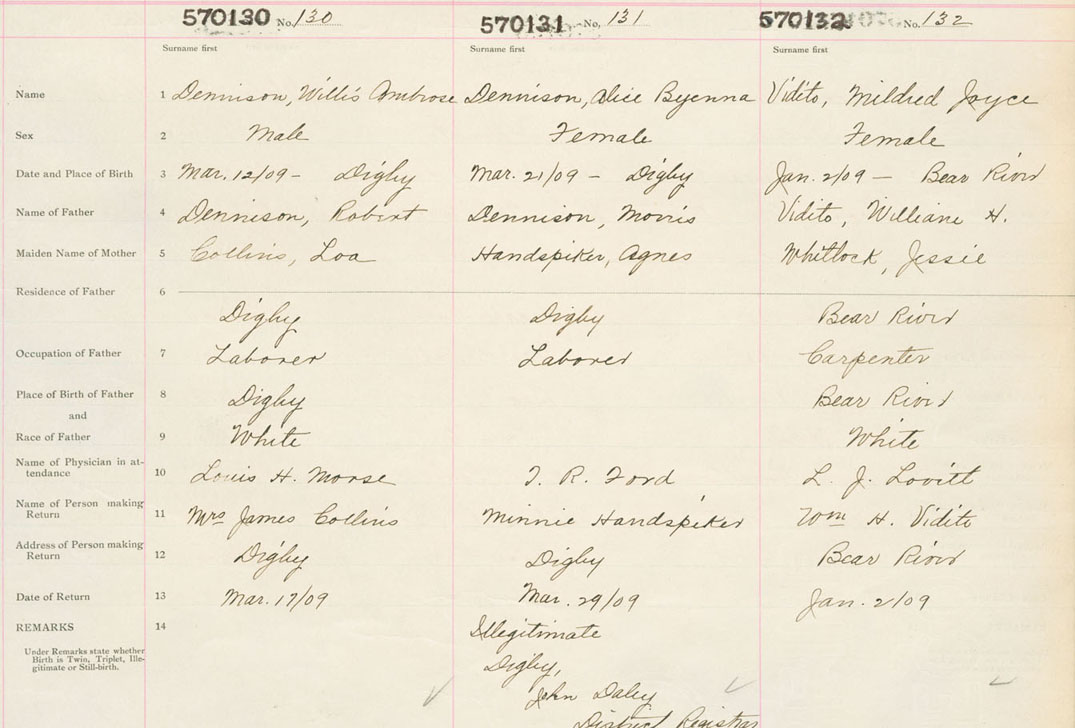 570130 No. 130 570131 No. 131 570132 No. 132
Surname first Surname first Surname first
Name 1 Dennison, Willis Ambrose Dennison, Alice Byenna Vidito, Mildred Joyce
Sex 2 Male Female Female
Date and Place of Birth 3 Mar. 12/09 - Digby Mar. 21/09 - Digby Jan. 2/09 - Bear River
Name of Father 4 Dennison, Robert Dennison, Morris Vidito, William H.
Maiden Name of Mother 5 Collins, Loa Handspiker, Agnes Whitlock, Jessie
Residence of Father 6
Digby Digby Bear River
Occupation of Father 7 Laborer Laborer Carpenter
Place of Birth of Father 8 Digby Bear River
and
Race of Father 9 White White
Name of Physician in at-
tendance 10 Louis H. Morse I. R. Ford L. J. Lovitt
Name of Person making
Return 11 Mrs James Collins Minnie Handspiker Wm H. Vidito
Address of Person making
Return 12 Digby Digby Bear River
Date of Return 13 Mar. 17/09 Mar. 29/09 Jan. 2/09
REMARKS 14 Illegitimate
Under Remarks state whether
Birth is Twin, Triplet, Ille-
gitimate or Still-birth.
Digby,
John Daley
District Registrar